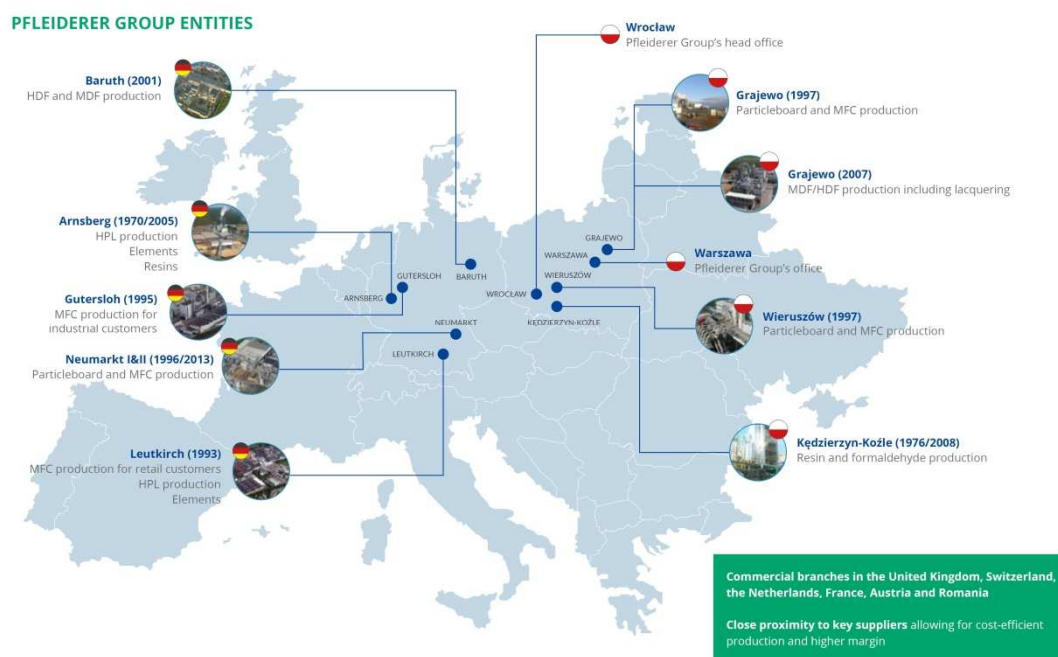 PFLEIDERER GROUP ENTITIES
Wrocław
Pfleiderer Group's head office
Baruth (2001)
HDF and MDF production
Grajewo (1997)
Particleboard and MFC production
Grajewo (2007)
MDF/HDF production including lacquering
Arnsberg (1970/2005)
HPL production
Elements
Resins
Warszawa
Pfleiderer Group's office
Gutersloh (1995)
MFC production for
industrial customers
Wieruszów (1997)
Particleboard and MFC production
Neumarkt I&II (1996/2013)
Particleboard and MFC production
Leutkirch (1993)
MFC production for retail customers
HPL production
Elements
Kędzierzyn-Koźle (1976/2008)
Resin and formaldehyde production
GRAJEWO
WARSZAWA
GUTERSLOH
BARUTH
WIERUSZÓW
ARNSBERG
WROCŁAW
NEUMARKT
KĘDZIERZYN-KOŹLE
LEUTKIRCH
Commercial branches in the United Kingdom, Switzerland,
the Netherlands, France, Austria and Romania
Close proximity to key suppliers allowing for cost-efficient
production and higher margin